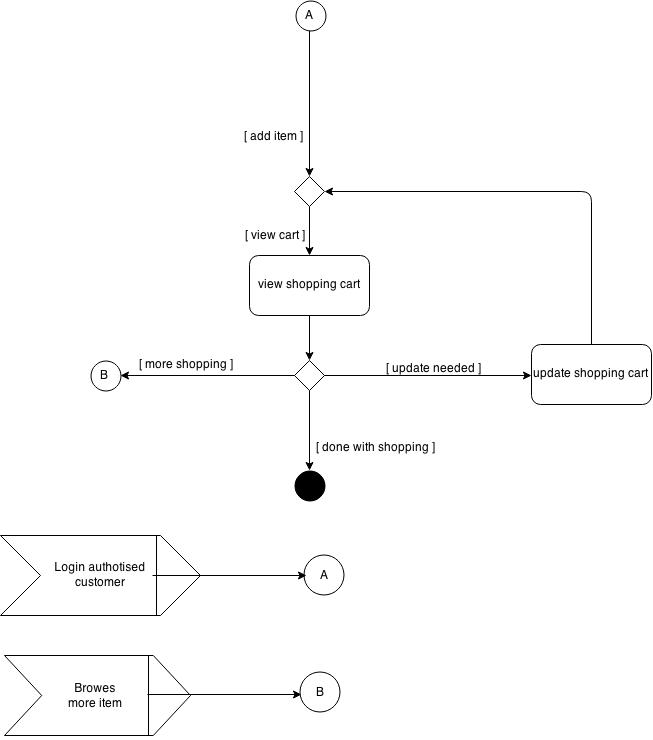 A
[ add item ]
[ view cart ]
view shopping cart
[ more shopping ]
B
[ update needed ]
update shopping cart
[ done with shopping ]
Login authotised
customer
A
Browes
more item
B